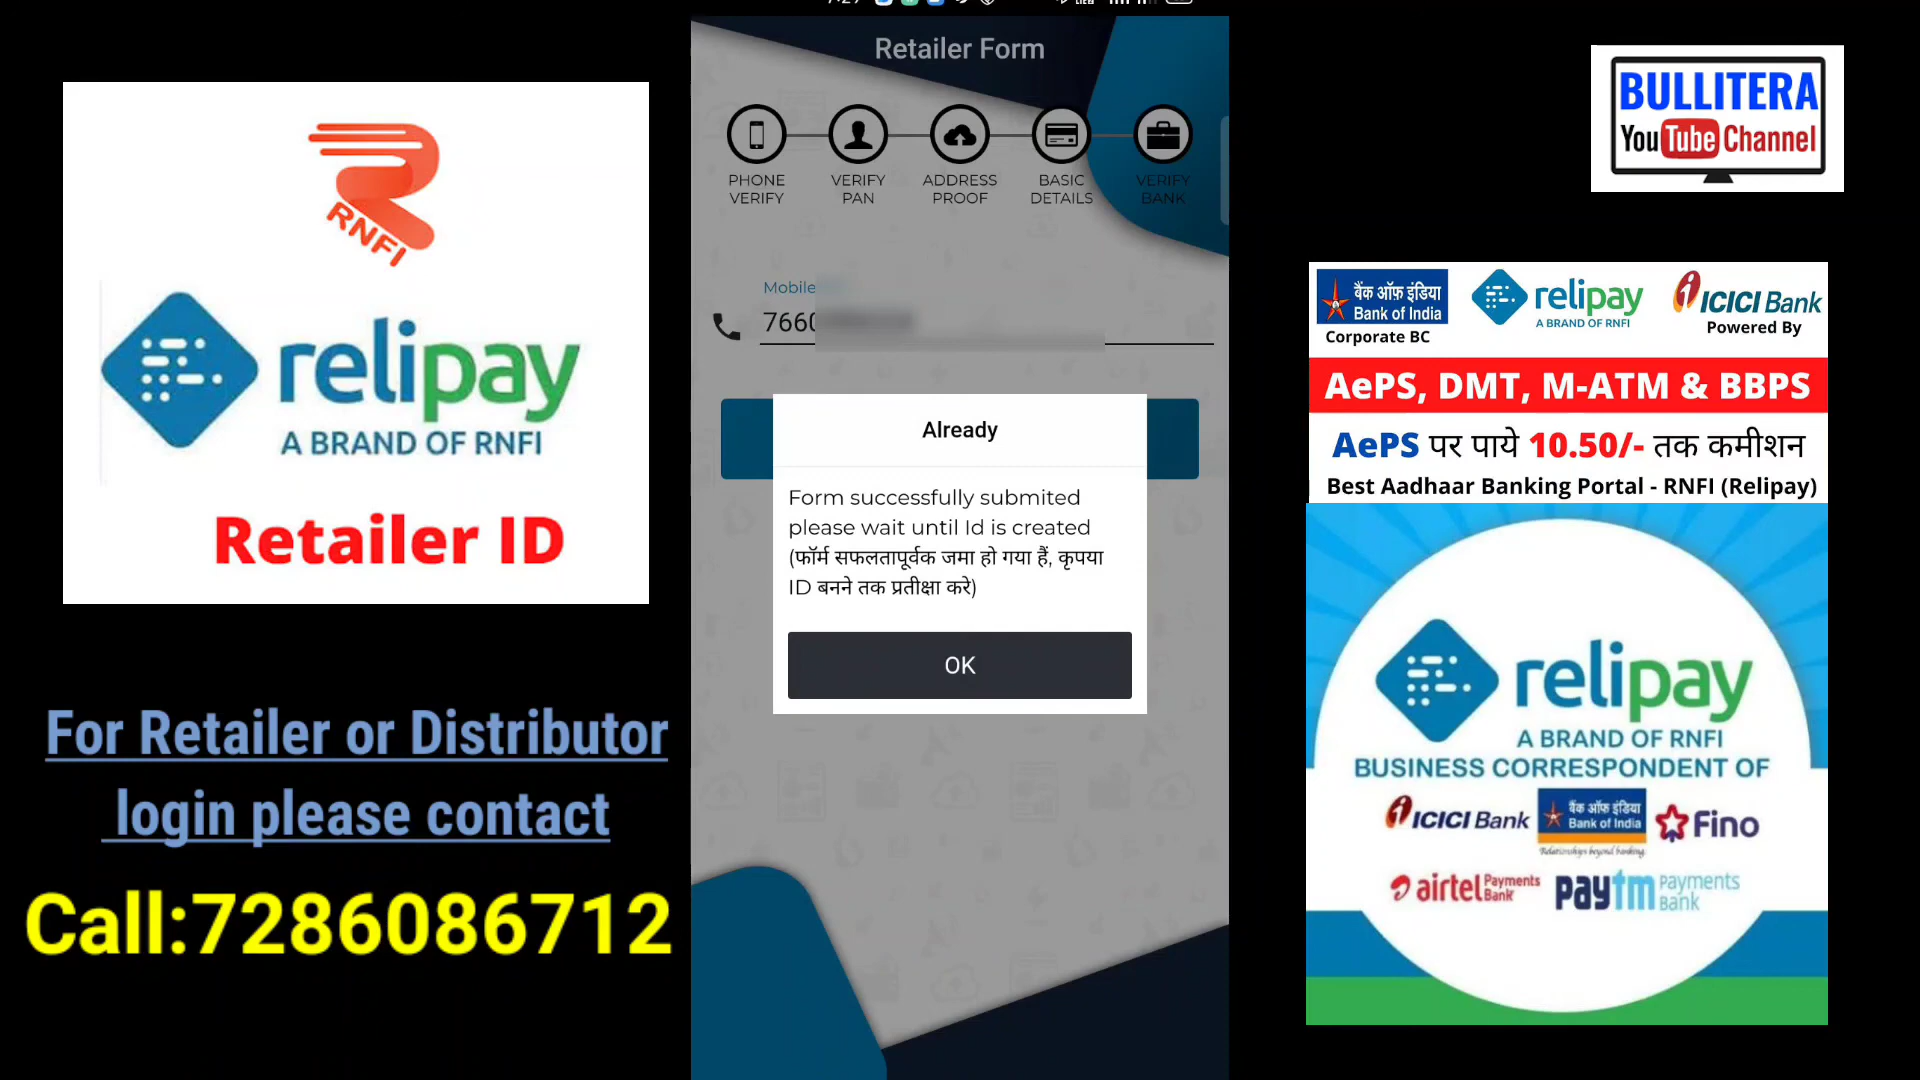 Retailer Form
PHONE
VERIFY
VERIFY
PAN
ADDRESS
PROOF
BASIC
DETAILS
VERIFY
BANK
Mobile
7660
Already
Form successfully submited
please wait until Id is created
(फॉर्म सफलतापूर्वक जमा हो गया हैं, कृपया
ID बनने तक प्रतीक्षा करे)
OK
RNFI
relipay
A BRAND OF RNFI
Retailer ID
For Retailer or Distributor
login please contact
Call:7286086712
BULLITERA
YouTube Channel
बैंक ऑफ़ इंडिया
Bank of India
Corporate BC
relipay
A BRAND OF RNFI
ICICI Bank
Powered By
AePS, DMT, M-ATM & BBPS
AePS पर पाये 10.50/- तक कमीशन
Best Aadhaar Banking Portal - RNFI (Relipay)
relipay
A BRAND OF RNFI
BUSINESS CORRESPONDENT OF
ICICI Bank
बैंक ऑफ़ इंडिया
Bank of India
Relationships beyond banking.
Fino
airtel Payments Bank
paytm Payments Bank